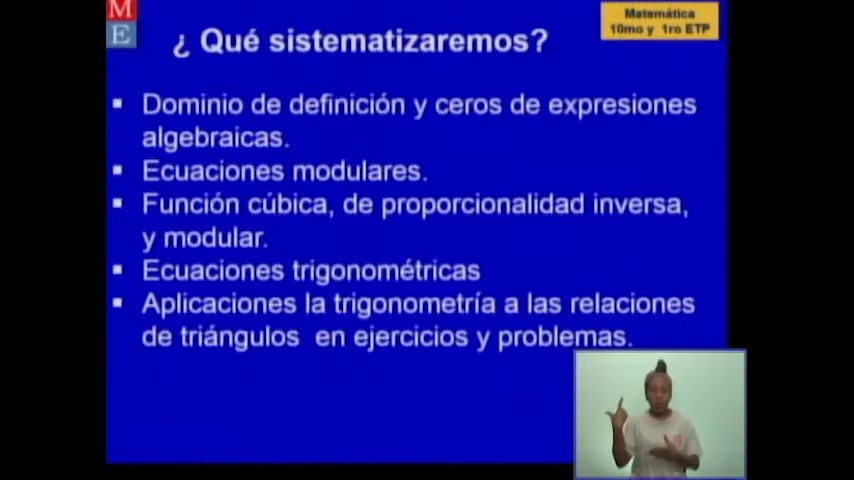 M
E
Matemática
10mo y 1ro ETP
¿ Qué sistematizaremos?
▪ Dominio de definición y ceros de expresiones
algebraicas.
▪ Ecuaciones modulares.
▪ Función cúbica, de proporcionalidad inversa,
y modular.
▪ Ecuaciones trigonométricas
▪ Aplicaciones la trigonometría a las relaciones
de triángulos en ejercicios y problemas.